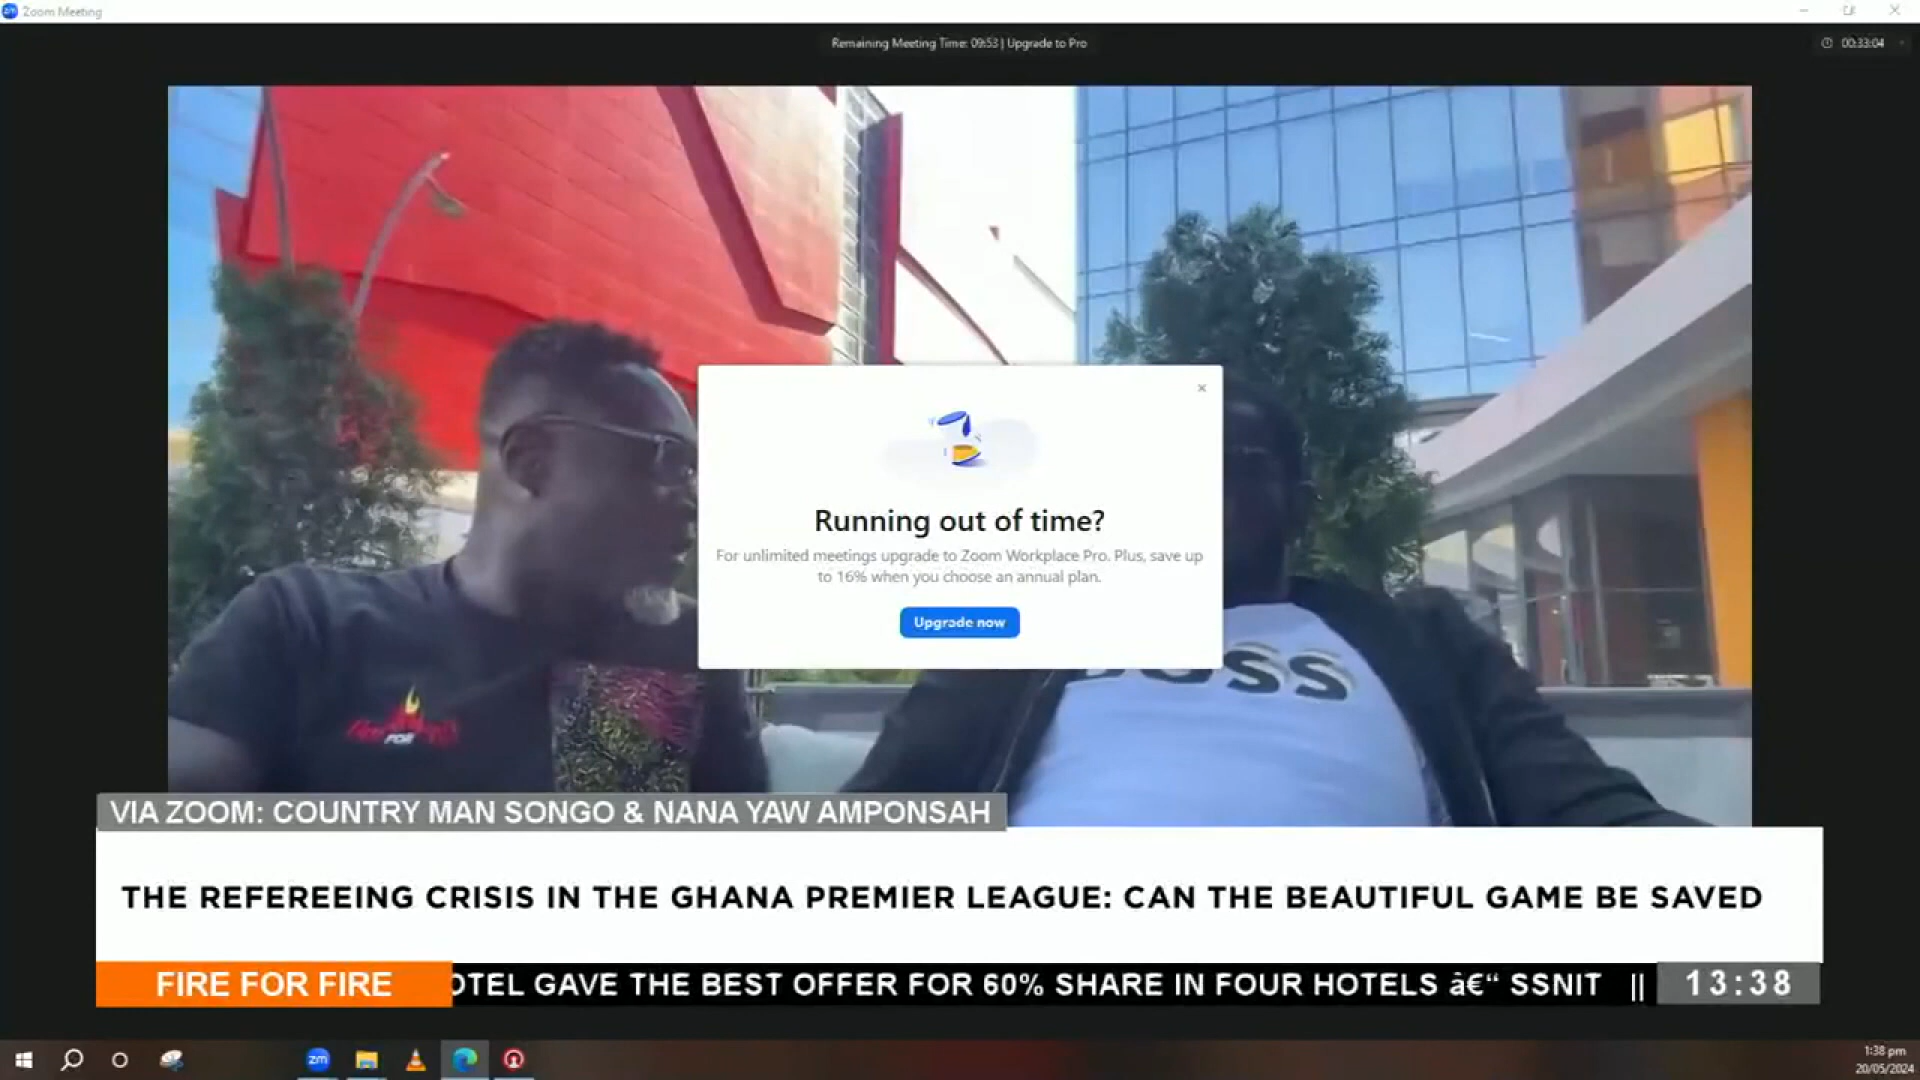 Zoom Meeting
Remaining Meeting Time: 09:53 | Upgrade to Pro
00:33:04
Running out of time?
For unlimited meetings upgrade to Zoom Workplace Pro. Plus, save up
to 16% when you choose an annual plan.
Upgrade now
OSS
FOR
VIA ZOOM: COUNTRY MAN SONGO & NANA YAW AMPONSAH
THE REFEREEING CRISIS IN THE GHANA PREMIER LEAGUE: CAN THE BEAUTIFUL GAME BE SAVED
FIRE FOR FIRE
OTEL GAVE THE BEST OFFER FOR 60% SHARE IN FOUR HOTELS â€“ SSNIT ||
13:38
zm
1:38 pm
20/05/2024